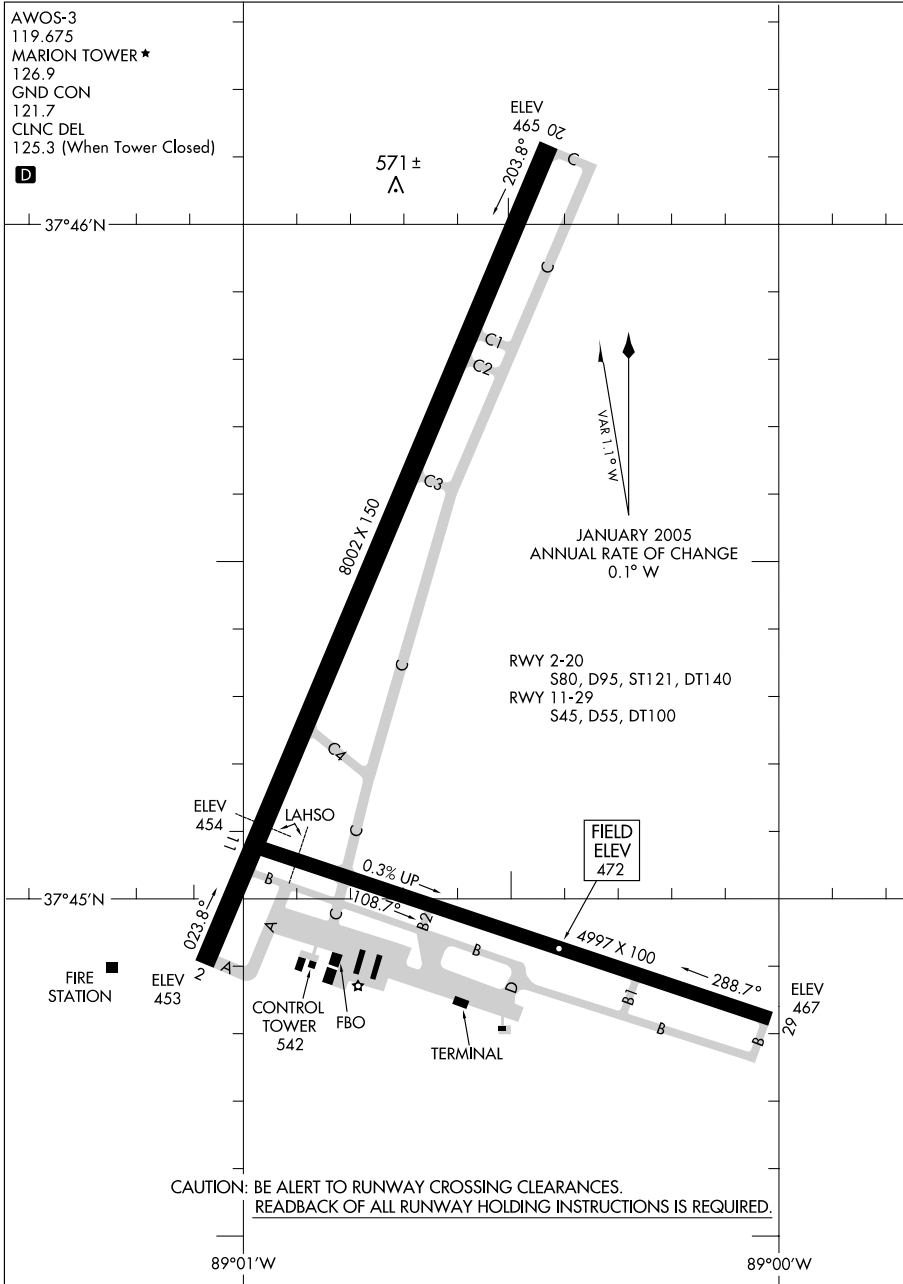 AWOS-3
119.675
MARION TOWER ★
126.9
GND CON
121.7
CLNC DEL
125.3 (When Tower Closed)
D
ELEV
465
20
C
203.8°
571 ±
37°46'N
C
C1
C2
VAR 1.1° W
C3
8002 X 150
JANUARY 2005
ANNUAL RATE OF CHANGE
0.1° W
C
RWY 2-20
S80, D95, ST121, DT140
RWY 11-29
S45, D55, DT100
C4
ELEV
454
LAHSO
11
C
FIELD
ELEV
472
0.3% UP
B
37°45'N
108.7°
023.8°
A
C
B2
B
4997 X 100
288.7°
2
A
FIRE
STATION
ELEV
453
D
B1
ELEV
467
29
CONTROL
TOWER
542
FBO
B
B
TERMINAL
CAUTION: BE ALERT TO RUNWAY CROSSING CLEARANCES.
READBACK OF ALL RUNWAY HOLDING INSTRUCTIONS IS REQUIRED.
89°01'W
89°00'W